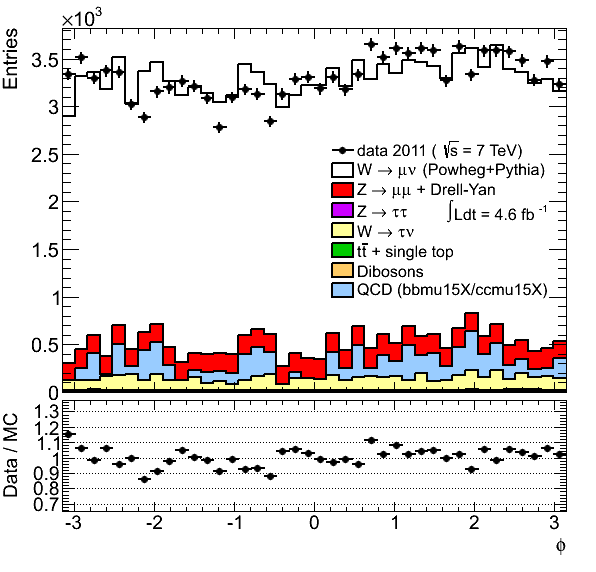 ×10³
Entries
3.5
3
2.5
2
1.5
1
0.5
0
data 2011 ( √s = 7 TeV)
W → μν (Powheg+Pythia)
Z → μμ + Drell-Yan
Z → ττ
∫Ldt = 4.6 fb⁻¹
W → τν
tt̄ + single top
Dibosons
QCD (bbmu15X/ccmu15X)
Data / MC
1.3
1.2
1.1
1
0.9
0.8
0.7
-3 -2 -1 0 1 2 3
ϕ